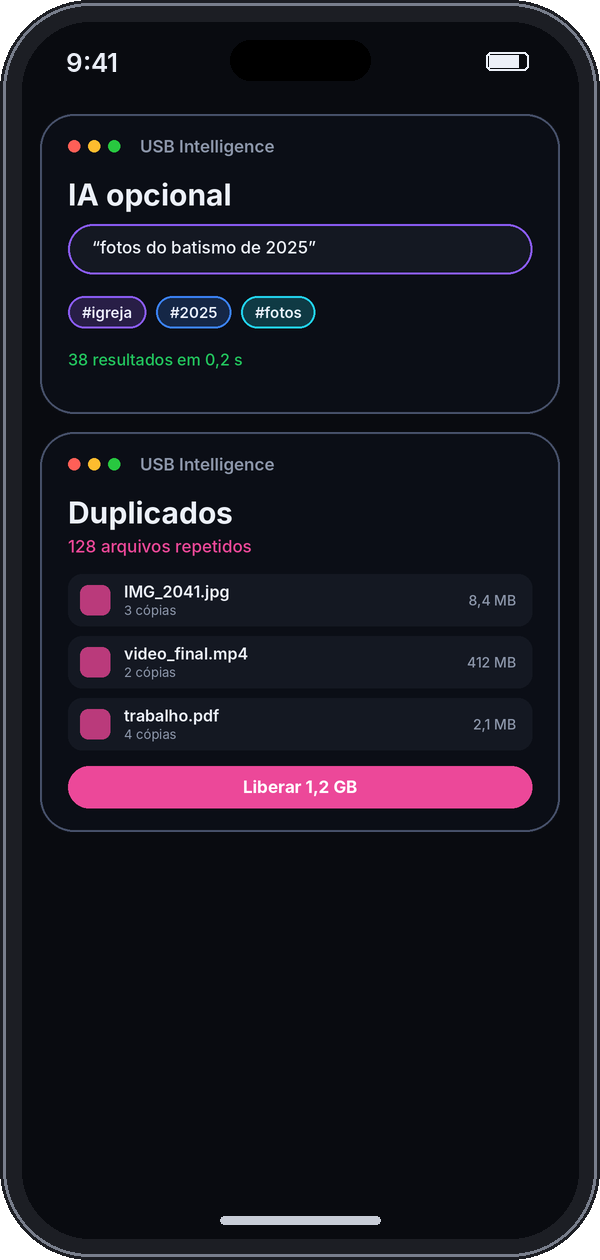 9:41
USB Intelligence
IA opcional
“fotos do batismo de 2025”
#igreja #2025 #fotos
38 resultados em 0,2 s
USB Intelligence
Duplicados
128 arquivos repetidos
IMG_2041.jpg
3 cópias
8,4 MB
video_final.mp4
2 cópias
412 MB
trabalho.pdf
4 cópias
2,1 MB
Liberar 1,2 GB